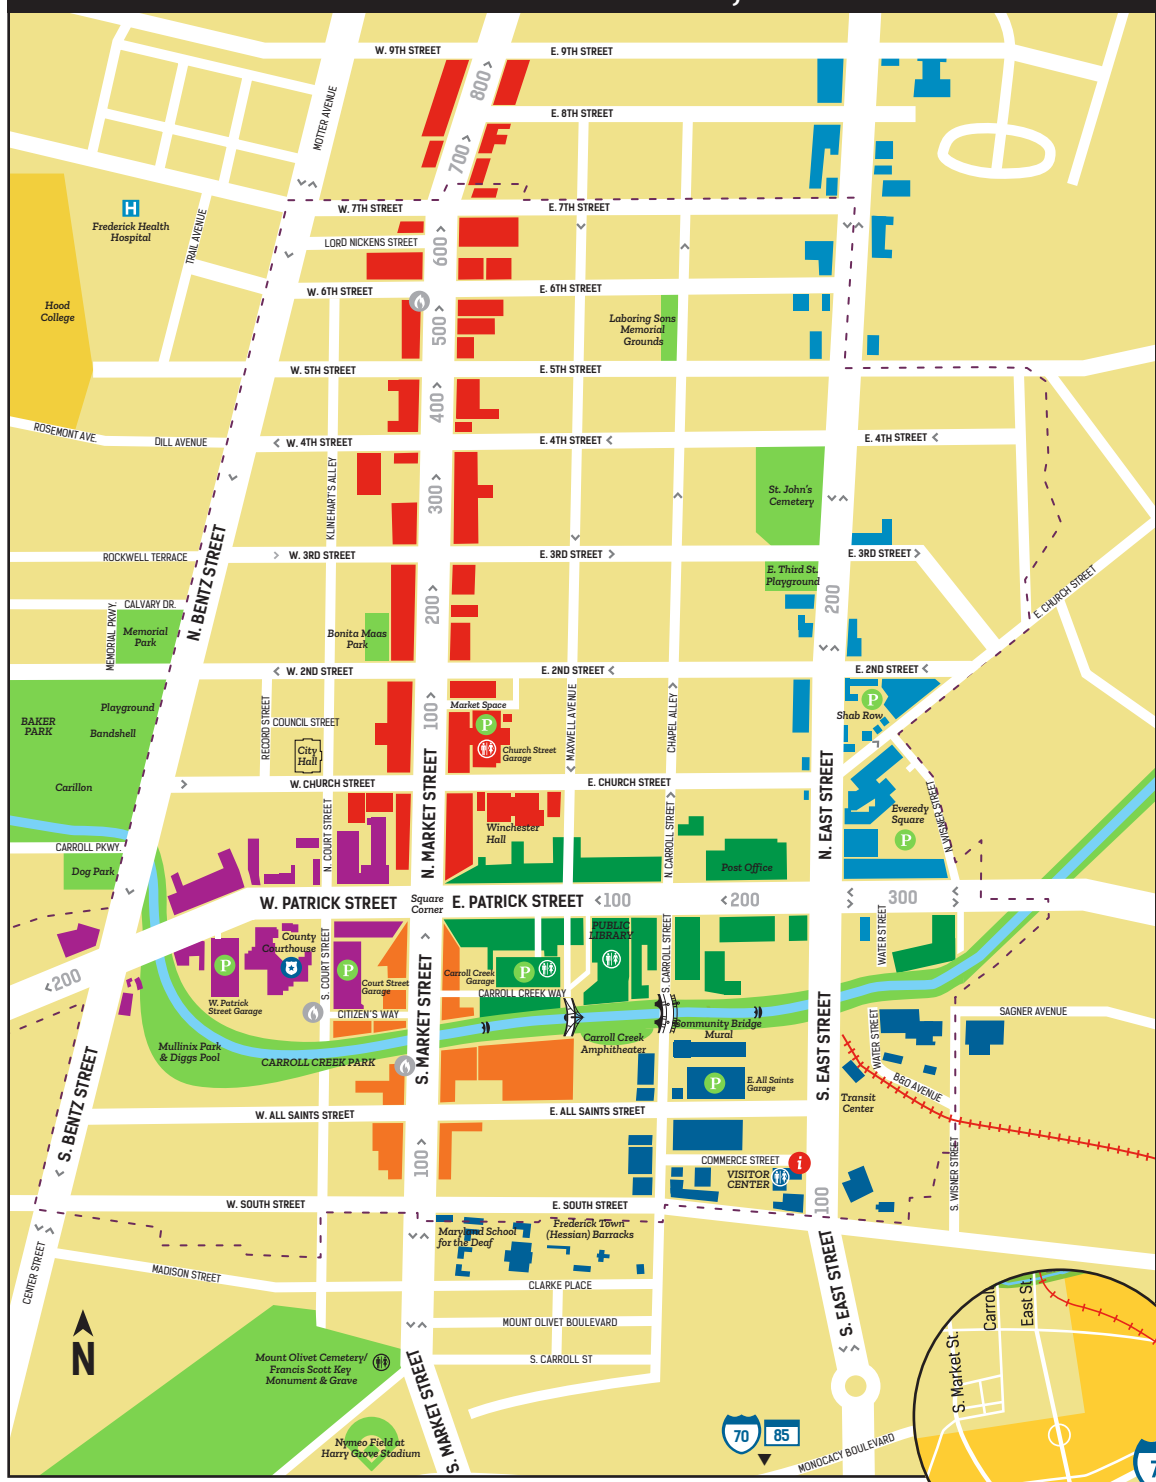 W. 9TH STREET
E. 9TH STREET
800
MOTTER AVENUE
E. 8TH STREET
700
H
Frederick Health
Hospital
TRAIL AVENUE
W. 7TH STREET
E. 7TH STREET
LORD NICKENS STREET
600
W. 6TH STREET
E. 6TH STREET
Hood
College
500
Laboring Sons
Memorial
Grounds
W. 5TH STREET
E. 5TH STREET
400
ROSEMONT AVE.
DILL AVENUE
W. 4TH STREET
E. 4TH STREET
E. 4TH STREET
KLINEHART'S ALLEY
300
St. John's
Cemetery
N. BENTZ STREET
ROCKWELL TERRACE
W. 3RD STREET
E. 3RD STREET
E. 3RD STREET
E. Third St.
Playground
200
200
E. CHURCH STREET
CALVARY DR.
MEMORIAL PKWY.
Memorial
Park
Bonita Maas
Park
W. 2ND STREET
E. 2ND STREET
E. 2ND STREET
BAKER
PARK
Playground
Bandshell
Carillon
RECORD STREET
COUNCIL STREET
City
Hall
100
Market Space
P
Church Street
Garage
MAXWELL AVENUE
CHAPEL ALLEY
P
Shab Row
W. CHURCH STREET
E. CHURCH STREET
N. MARKET STREET
N. EAST STREET
N. WISNER STREET
N. COURT STREET
Winchester
Hall
N. CARROLL STREET
Everedy
Square
P
CARROLL PKWY.
Dog Park
Post Office
W. PATRICK STREET
Square
Corner
E. PATRICK STREET
100
200
300
County
Courthouse
P
W. Patrick
Street Garage
S. COURT STREET
P
Court Street
Garage
Carroll Creek
Garage
P
PUBLIC
LIBRARY
S. CARROLL STREET
WATER STREET
200
CARROLL CREEK WAY
CITIZEN'S WAY
S. MARKET STREET
S. EAST STREET
Mullinix Park
& Diggs Pool
CARROLL CREEK PARK
Carroll Creek
Amphitheater
Community Bridge
Mural
WATER STREET
SAGNER AVENUE
B&O AVENUE
P
E. All Saints
Garage
Transit
Center
S. BENTZ STREET
W. ALL SAINTS STREET
E. ALL SAINTS STREET
100
COMMERCE STREET
i
VISITOR
CENTER
S. WISNER STREET
100
W. SOUTH STREET
E. SOUTH STREET
Maryland School
for the Deaf
Frederick Town
(Hessian) Barracks
CENTER STREET
MADISON STREET
CLARKE PLACE
S. EAST STREET
MOUNT OLIVET BOULEVARD
S. CARROLL ST
N
Mount Olivet Cemetery/
Francis Scott Key
Monument & Grave
S. MARKET STREET
Nymeo Field at
Harry Grove Stadium
70
85
MONOCACY BOULEVARD
S. Market St.
Carroll
East St.
7